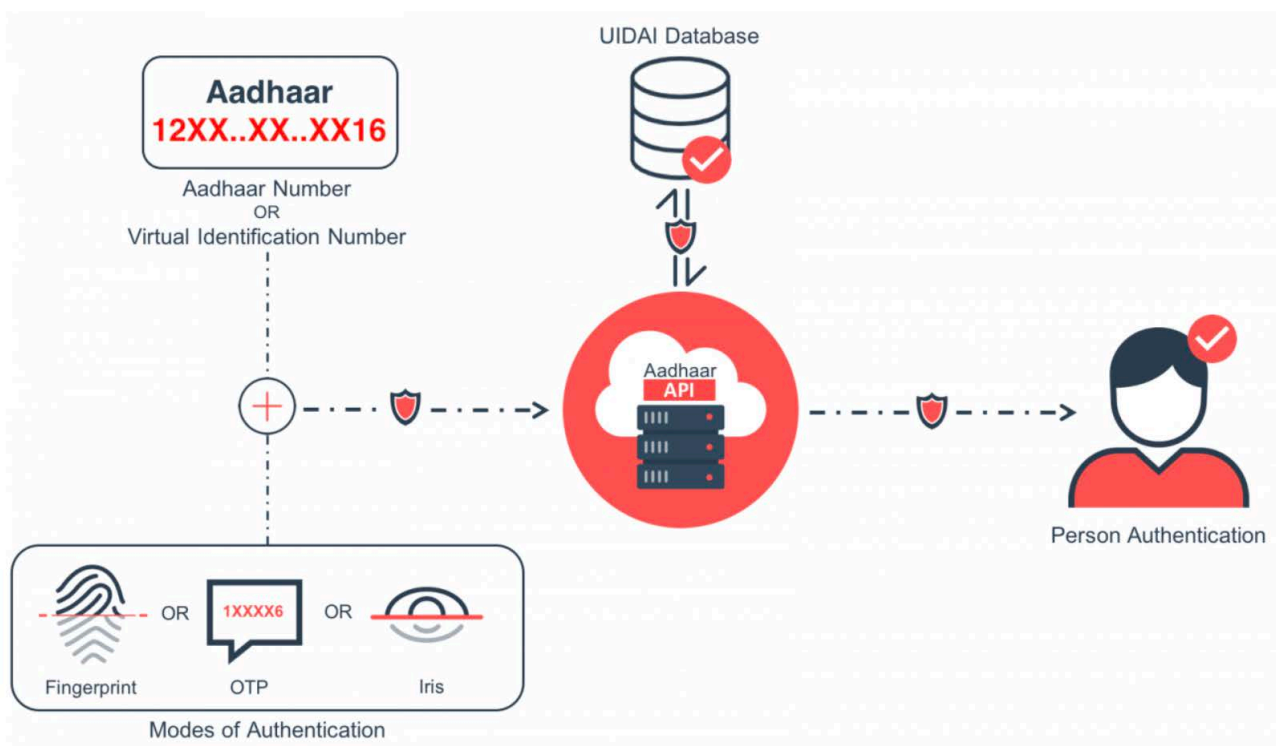 UIDAI Database
Aadhaar
12XX..XX..XX16
Aadhaar Number
OR
Virtual Identification Number
Aadhaar
API
Person Authentication
OR
1XXXX6
OR
Fingerprint
OTP
Iris
Modes of Authentication